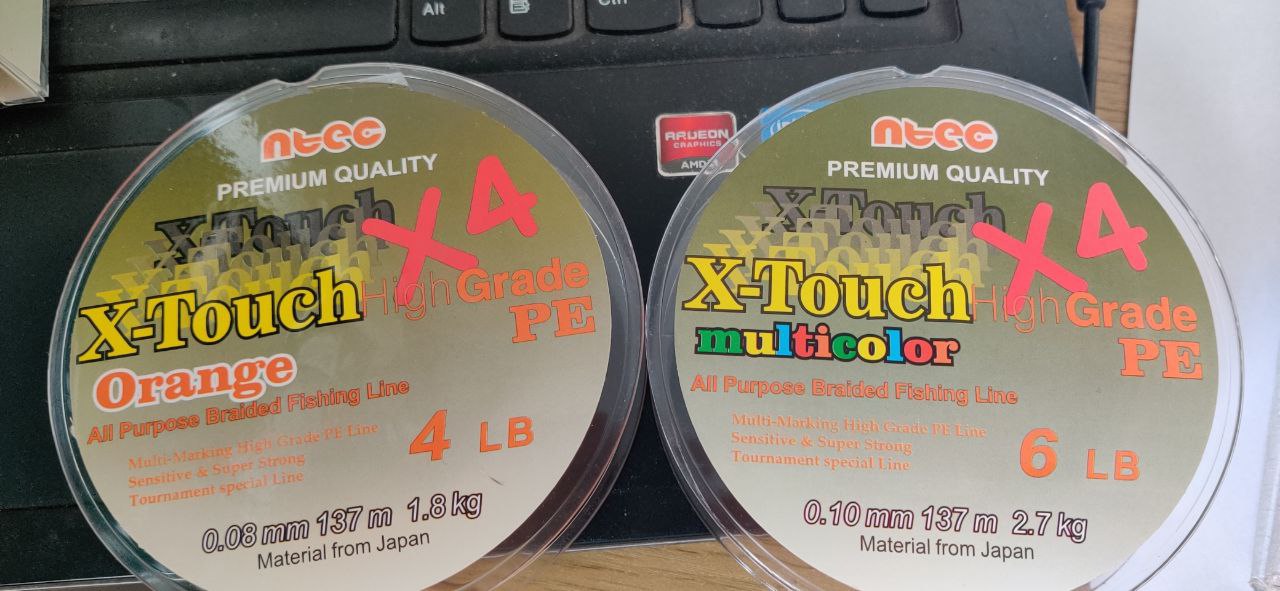 Alt
Ctrl
RADEON
GRAPHICS
AMD
ntec
PREMIUM QUALITY
X-Touch
X-Touch
X4
X-Touch High Grade
PE
Orange
All Purpose Braided Fishing Line
Multi-Marking High Grade PE Line
Sensitive & Super Strong
Tournament special Line
4 LB
0.08 mm 137 m 1.8 kg
Material from Japan
ntec
PREMIUM QUALITY
X-Touch
X-Touch
X4
X-Touch High Grade
PE
multicolor
All Purpose Braided Fishing Line
Multi-Marking High Grade PE Line
Sensitive & Super Strong
Tournament special Line
6 LB
0.10 mm 137 m 2.7 kg
Material from Japan